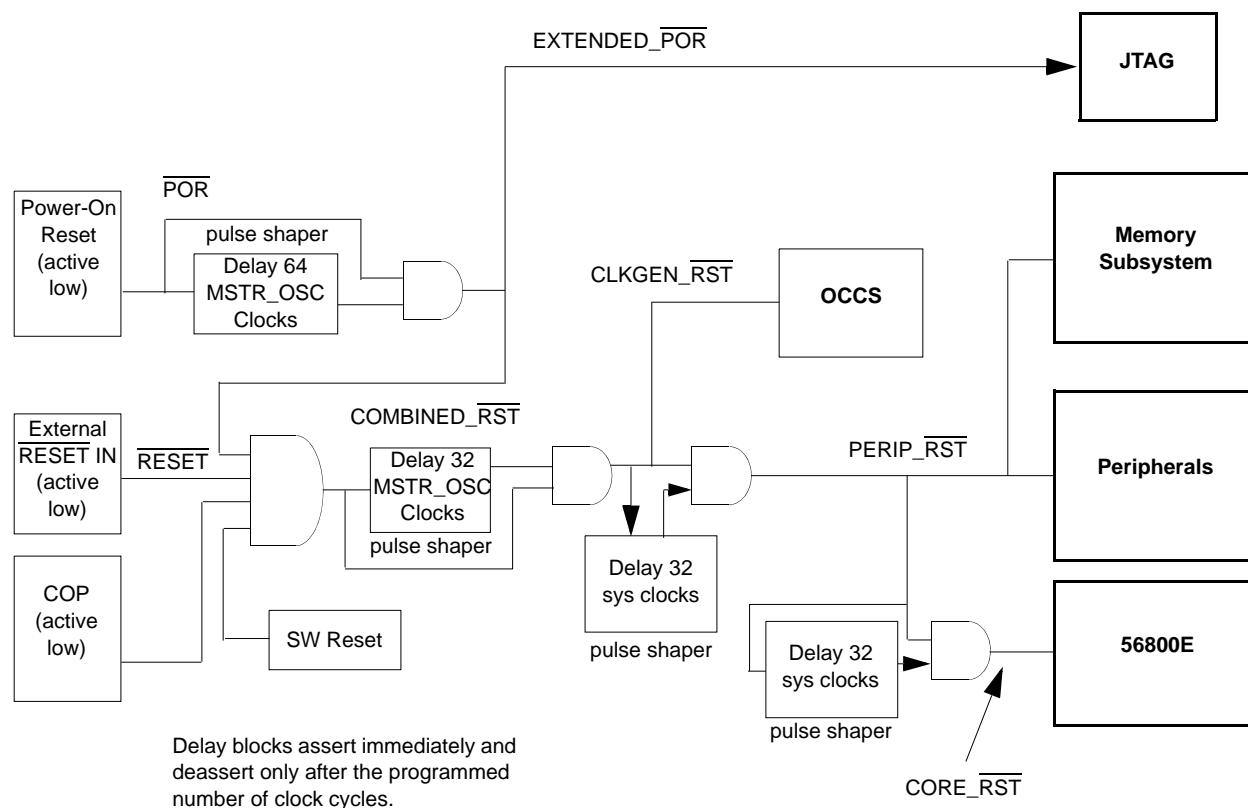 EXTENDED_POR
JTAG
POR
Power-On
Reset
(active
low)
pulse shaper
Delay 64
MSTR_OSC
Clocks
CLKGEN_RST
OCCS
Memory
Subsystem
External
RESET IN
(active
low)
RESET
COMBINED_RST
Delay 32
MSTR_OSC
Clocks
pulse shaper
PERIP_RST
Peripherals
COP
(active
low)
SW Reset
Delay 32
sys clocks
pulse shaper
Delay 32
sys clocks
pulse shaper
56800E
CORE_RST
Delay blocks assert immediately and
deassert only after the programmed
number of clock cycles.